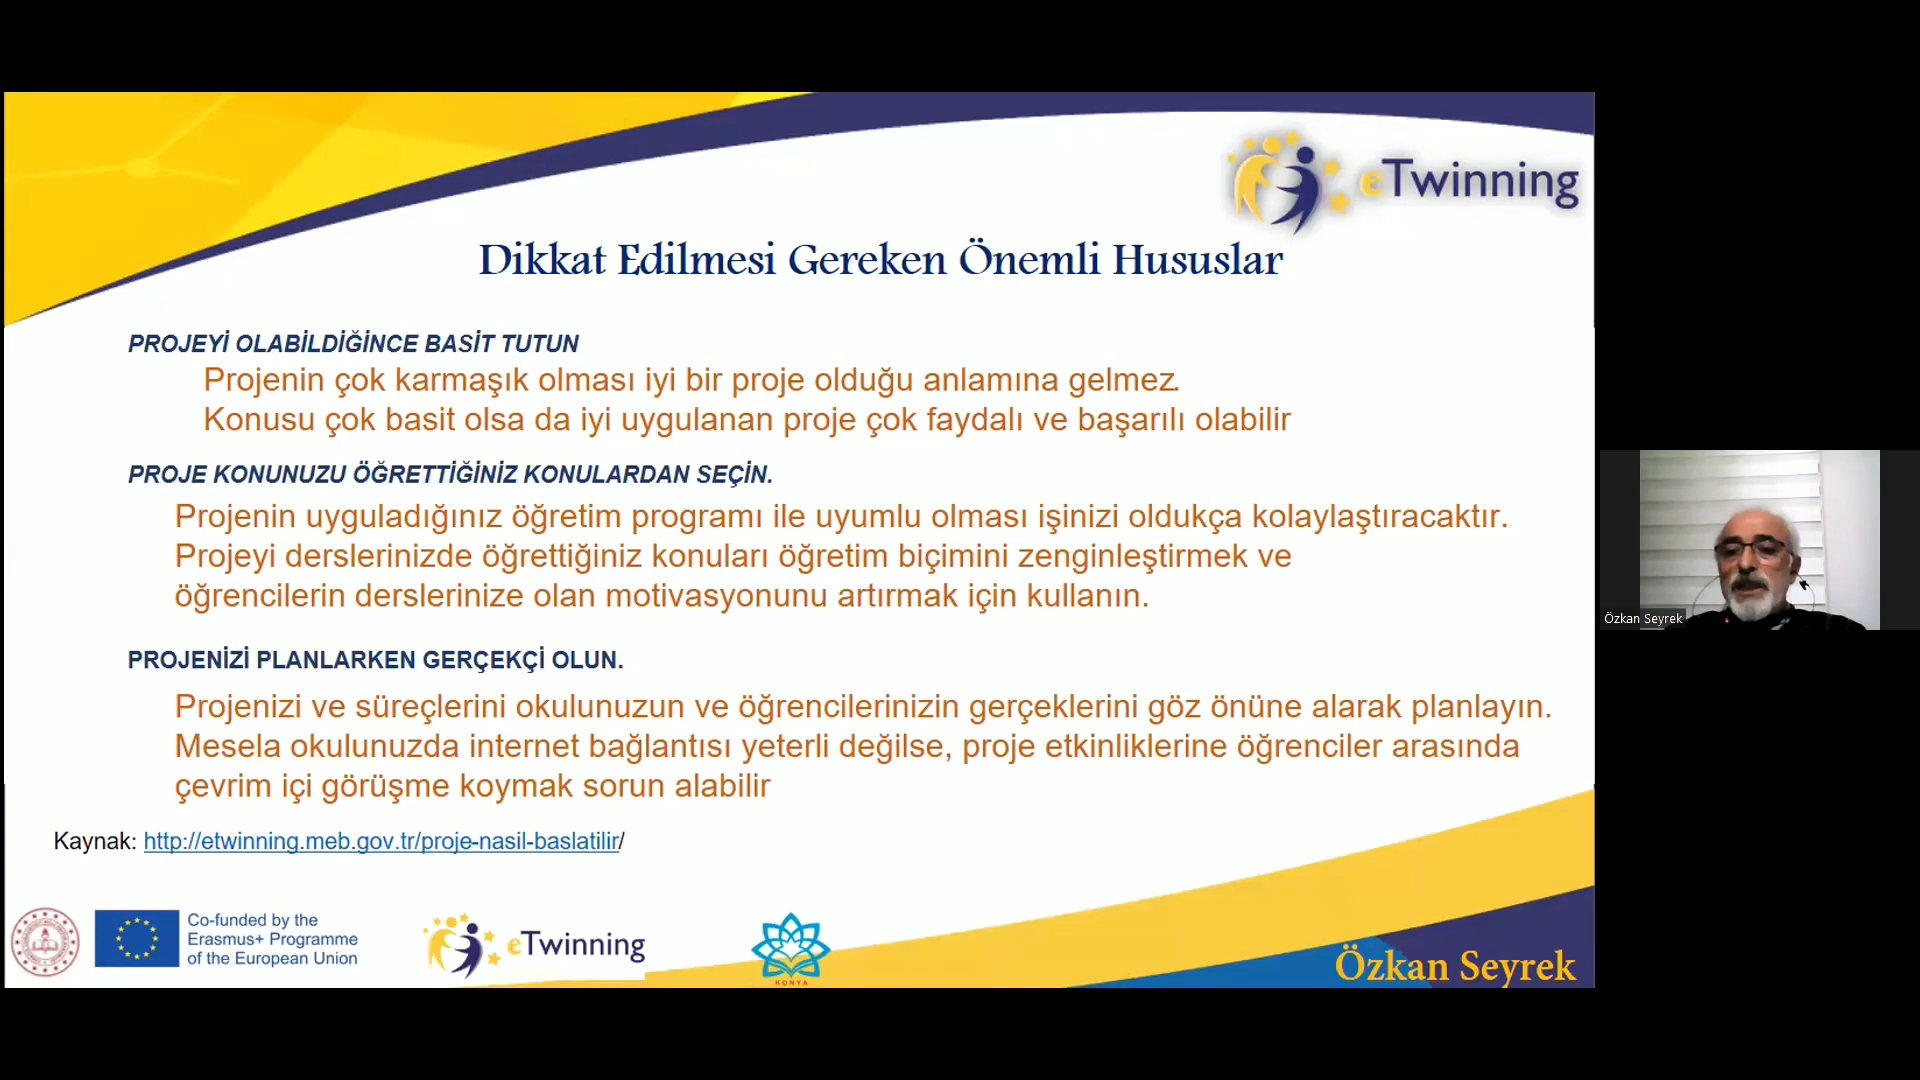 eTwinning
Dikkat Edilmesi Gereken Önemli Hususlar
PROJEYİ OLABİLDİĞİNCE BASİT TUTUN
Projenin çok karmaşık olması iyi bir proje olduğu anlamına gelmez.
Konusu çok basit olsa da iyi uygulanan proje çok faydalı ve başarılı olabilir
PROJE KONUNUZU ÖĞRETTİĞİNİZ KONULARDAN SEÇİN.
Projenin uyguladığınız öğretim programı ile uyumlu olması işinizi oldukça kolaylaştıracaktır.
Projeyi derslerinizde öğrettiğiniz konuları öğretim biçimini zenginleştirmek ve
öğrencilerin derslerinize olan motivasyonunu artırmak için kullanın.
PROJENİZİ PLANLARKEN GERÇEKÇİ OLUN.
Projenizi ve süreçlerini okulunuzun ve öğrencilerinizin gerçeklerini göz önüne alarak planlayın.
Mesela okulunuzda internet bağlantısı yeterli değilse, proje etkinliklerine öğrenciler arasında
çevrim içi görüşme koymak sorun alabilir
Kaynak: http://etwinning.meb.gov.tr/proje-nasil-baslatilir/
Co-funded by the
Erasmus+ Programme
of the European Union
eTwinning
KONYA
Özkan Seyrek
Özkan Seyrek